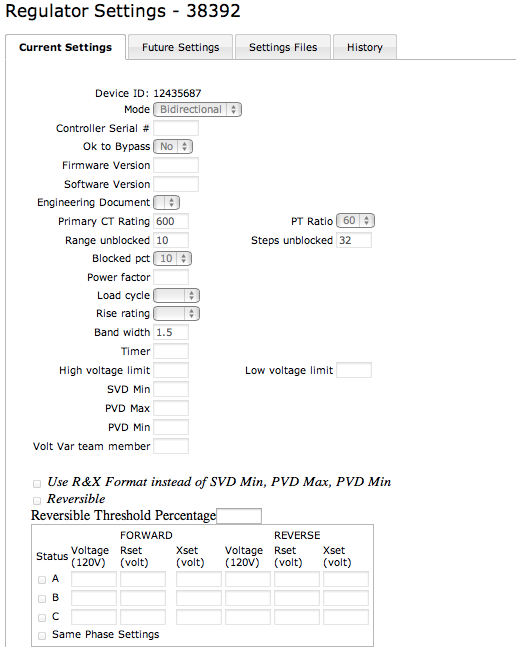 Regulator Settings - 38392
Current Settings Future Settings Settings Files History
Device ID: 12435687
Mode Bidirectional
Controller Serial #
Ok to Bypass No
Firmware Version
Software Version
Engineering Document
Primary CT Rating 600 PT Ratio 60
Range unblocked 10 Steps unblocked 32
Blocked pct 10
Power factor
Load cycle
Rise rating
Band width 1.5
Timer
High voltage limit Low voltage limit
SVD Min
PVD Max
PVD Min
Volt Var team member
Use R&X Format instead of SVD Min, PVD Max, PVD Min
Reversible
Reversible Threshold Percentage
FORWARD REVERSE
Status Voltage (120V) Rset (volt) Xset (volt) Voltage (120V) Rset (volt) Xset (volt)
A
B
C
Same Phase Settings